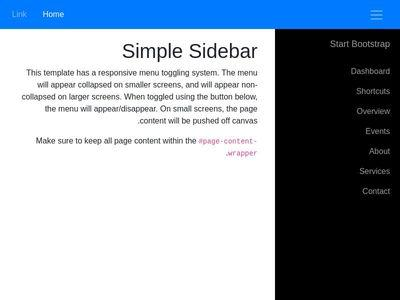 Link
Home
Simple Sidebar
This template has a responsive menu toggling system. The menu
will appear collapsed on smaller screens, and will appear non-
collapsed on larger screens. When toggled using the button below,
the menu will appear/disappear. On small screens, the page
.content will be pushed off canvas
Make sure to keep all page content within the #page-content-
.wrapper
Start Bootstrap
Dashboard
Shortcuts
Overview
Events
About
Services
Contact